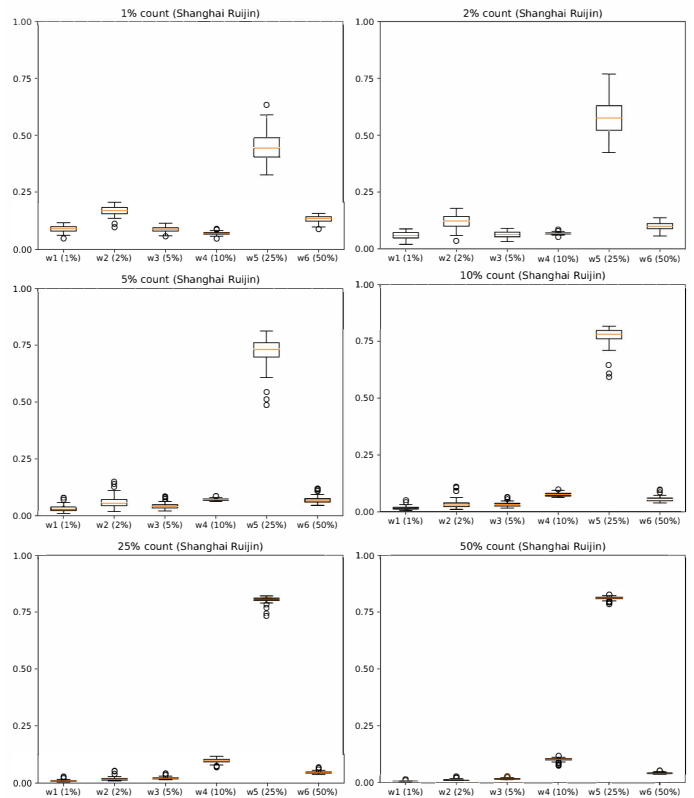 1% count (Shanghai Ruijin)
1.00
0.75
0.50
0.25
0.00
w1 (1%) w2 (2%) w3 (5%) w4 (10%) w5 (25%) w6 (50%)
2% count (Shanghai Ruijin)
1.00
0.75
0.50
0.25
0.00
w1 (1%) w2 (2%) w3 (5%) w4 (10%) w5 (25%) w6 (50%)
5% count (Shanghai Ruijin)
1.00
0.75
0.50
0.25
0.00
w1 (1%) w2 (2%) w3 (5%) w4 (10%) w5 (25%) w6 (50%)
10% count (Shanghai Ruijin)
1.00
0.75
0.50
0.25
0.00
w1 (1%) w2 (2%) w3 (5%) w4 (10%) w5 (25%) w6 (50%)
25% count (Shanghai Ruijin)
1.00
0.75
0.50
0.25
0.00
w1 (1%) w2 (2%) w3 (5%) w4 (10%) w5 (25%) w6 (50%)
50% count (Shanghai Ruijin)
1.00
0.75
0.50
0.25
0.00
w1 (1%) w2 (2%) w3 (5%) w4 (10%) w5 (25%) w6 (50%)